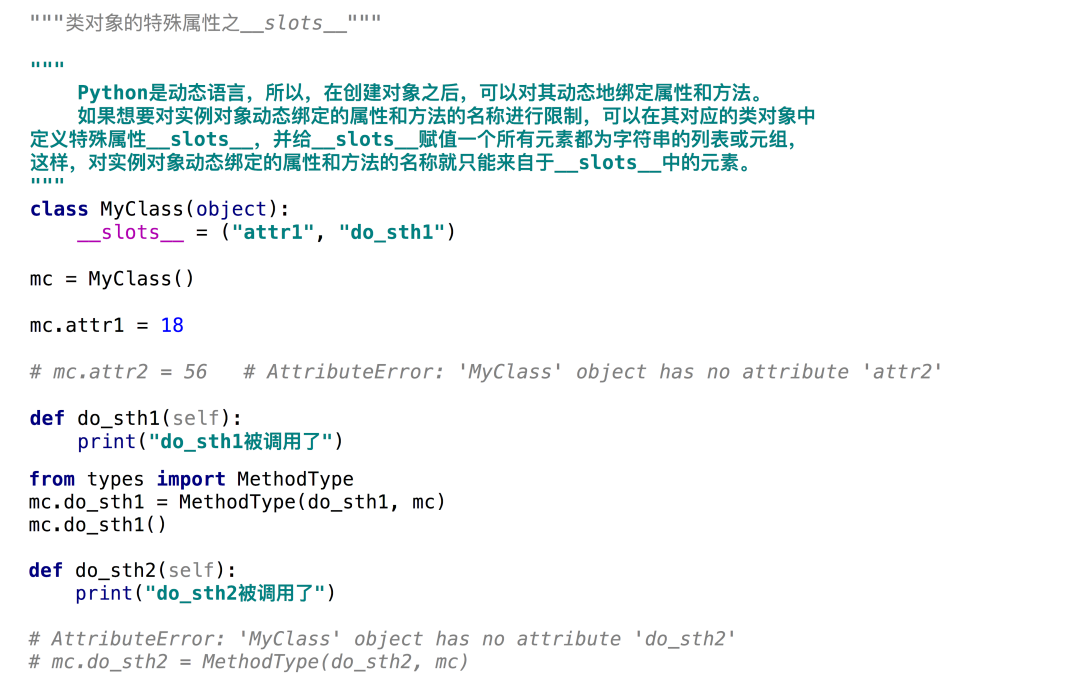 """类对象的特殊属性之__slots__"""
"""
    Python是动态语言，所以，在创建对象之后，可以对其动态地绑定属性和方法。
    如果想要对实例对象动态绑定的属性和方法的名称进行限制，可以在其对应的类对象中
定义特殊属性__slots__，并给__slots__赋值一个所有元素都为字符串的列表或元组，
这样，对实例对象动态绑定的属性和方法的名称就只能来自于__slots__中的元素。
"""
class MyClass(object):
    __slots__ = ("attr1", "do_sth1")
mc = MyClass()
mc.attr1 = 18
# mc.attr2 = 56   # AttributeError: 'MyClass' object has no attribute 'attr2'
def do_sth1(self):
    print("do_sth1被调用了")
from types import MethodType
mc.do_sth1 = MethodType(do_sth1, mc)
mc.do_sth1()
def do_sth2(self):
    print("do_sth2被调用了")
# AttributeError: 'MyClass' object has no attribute 'do_sth2'
# mc.do_sth2 = MethodType(do_sth2, mc)